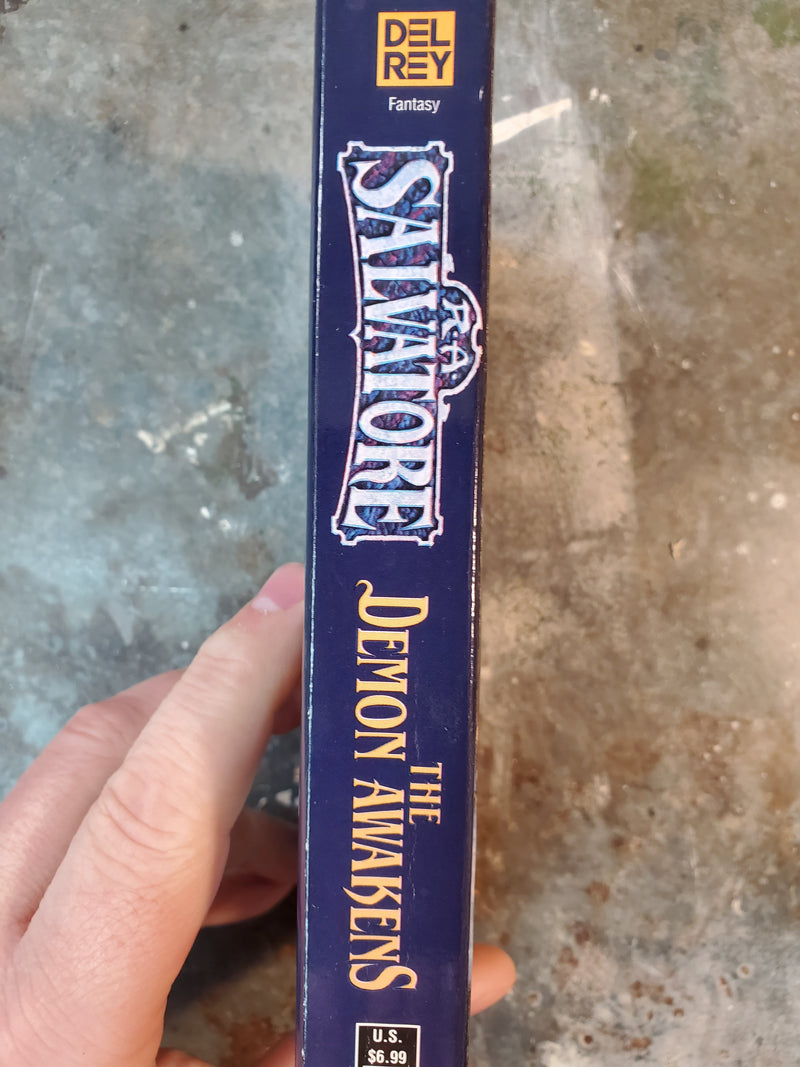 DEL
REY
Fantasy
R.A.
SALVATORE
THE
DEMON AWAKENS
U.S.
$6.99